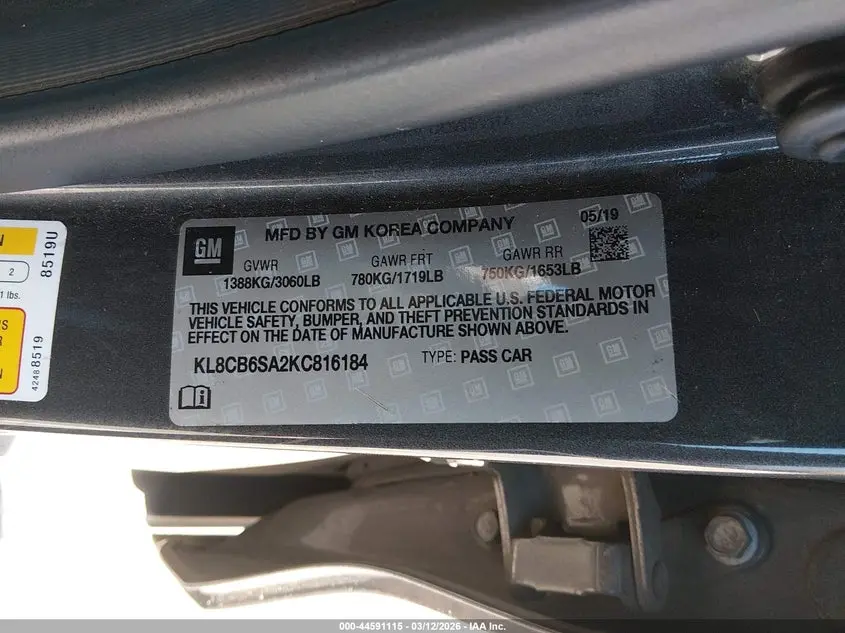 GM
MFD BY GM KOREA COMPANY
05/19
GVWR GAWR FRT GAWR RR
1388KG/3060LB 780KG/1719LB 750KG/1653LB
THIS VEHICLE CONFORMS TO ALL APPLICABLE U.S. FEDERAL MOTOR
VEHICLE SAFETY, BUMPER, AND THEFT PREVENTION STANDARDS IN
EFFECT ON THE DATE OF MANUFACTURE SHOWN ABOVE.
KL8CB6SA2KC816184 TYPE: PASS CAR
N
2
1 lbs.
'S
R
8519U
4248 8519
000-44591115 - 03/12/2026 - IAA Inc.